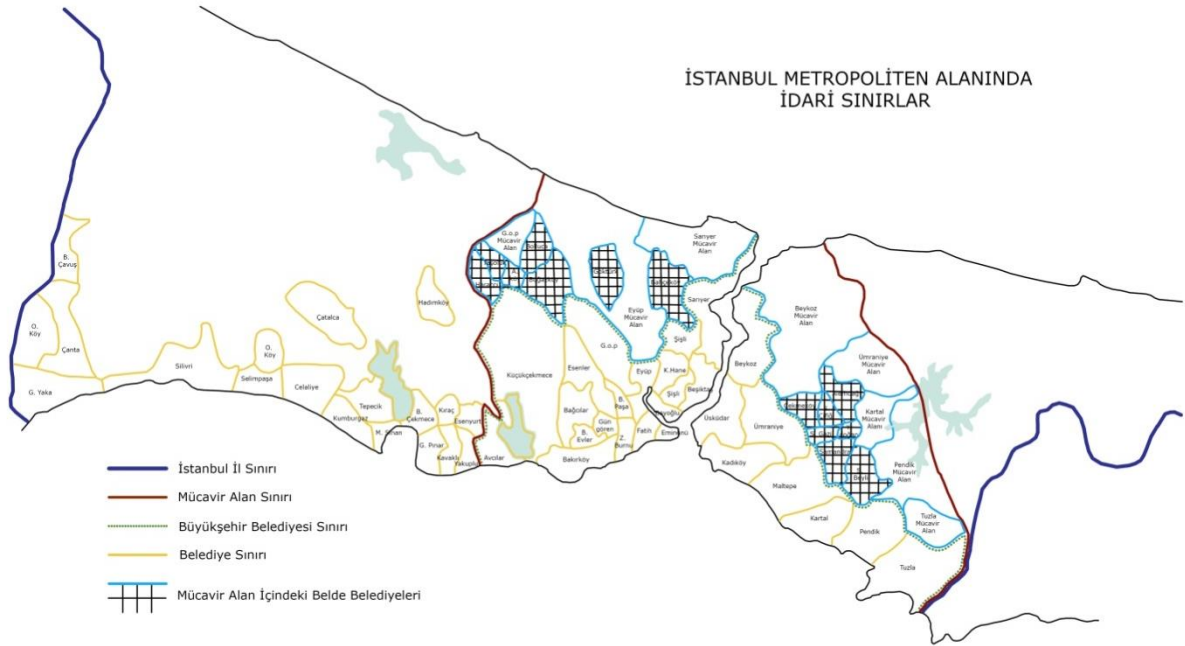 İSTANBUL METROPOLİTEN ALANINDA
İDARİ SINIRLAR
B.
Çavuş
O.
Köy
Çanta
G. Yaka
Silivri
Selimpaşa
O.
Köy
Celaliye
Çatalca
Hadımköy
Kumburgaz
Tepecik
M. Sinan
B.
Çekmece
G. Pınar
Kıraç
Esenyurt
Kavaklı
Yakuplu
Avcılar
Küçükçekmece
G.o.p
Mücavir
Alan
Eyüp
Mücavir
Alan
Sarıyer
Mücavir
Alan
Sarıyer
G.o.p
Esenler
Bağcılar
B.
Evler
Gün
gören
B.
Paşa
Z.
Burnu
Bakırköy
Fatih
Eminönü
Eyüp
K.Hane
Şişli
Şişli
Beşiktaş
Beykoz
Beykoz
Mücavir
Alan
Üsküdar
Ümraniye
Kadıköy
Maltepe
Kartal
Pendik
Tuzla
Ümraniye
Mücavir Alan
Kartal
Mücavir
Alan
Pendik
Mücavir
Alan
Tuzla
Mücavir
Alan
İstanbul İl Sınırı
Mücavir Alan Sınırı
Büyükşehir Belediyesi Sınırı
Belediye Sınırı
Mücavir Alan İçindeki Belde Belediyeleri